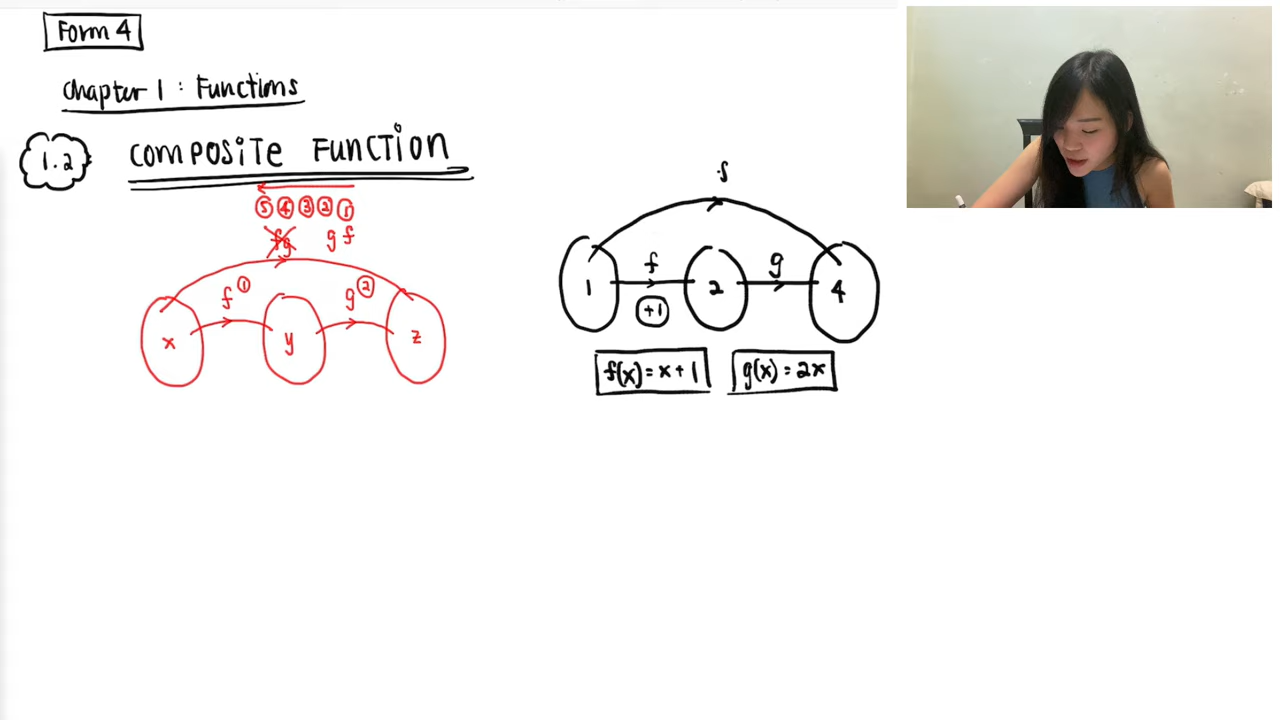 Form 4
Chapter 1 : Functions
1.2 COMPOSITE FUNCTION
5 4 3 2 1
fg gf
f 1 g 2
x y z
f
f g
1 2 4
+1
f(x) = x + 1 g(x) = 2x